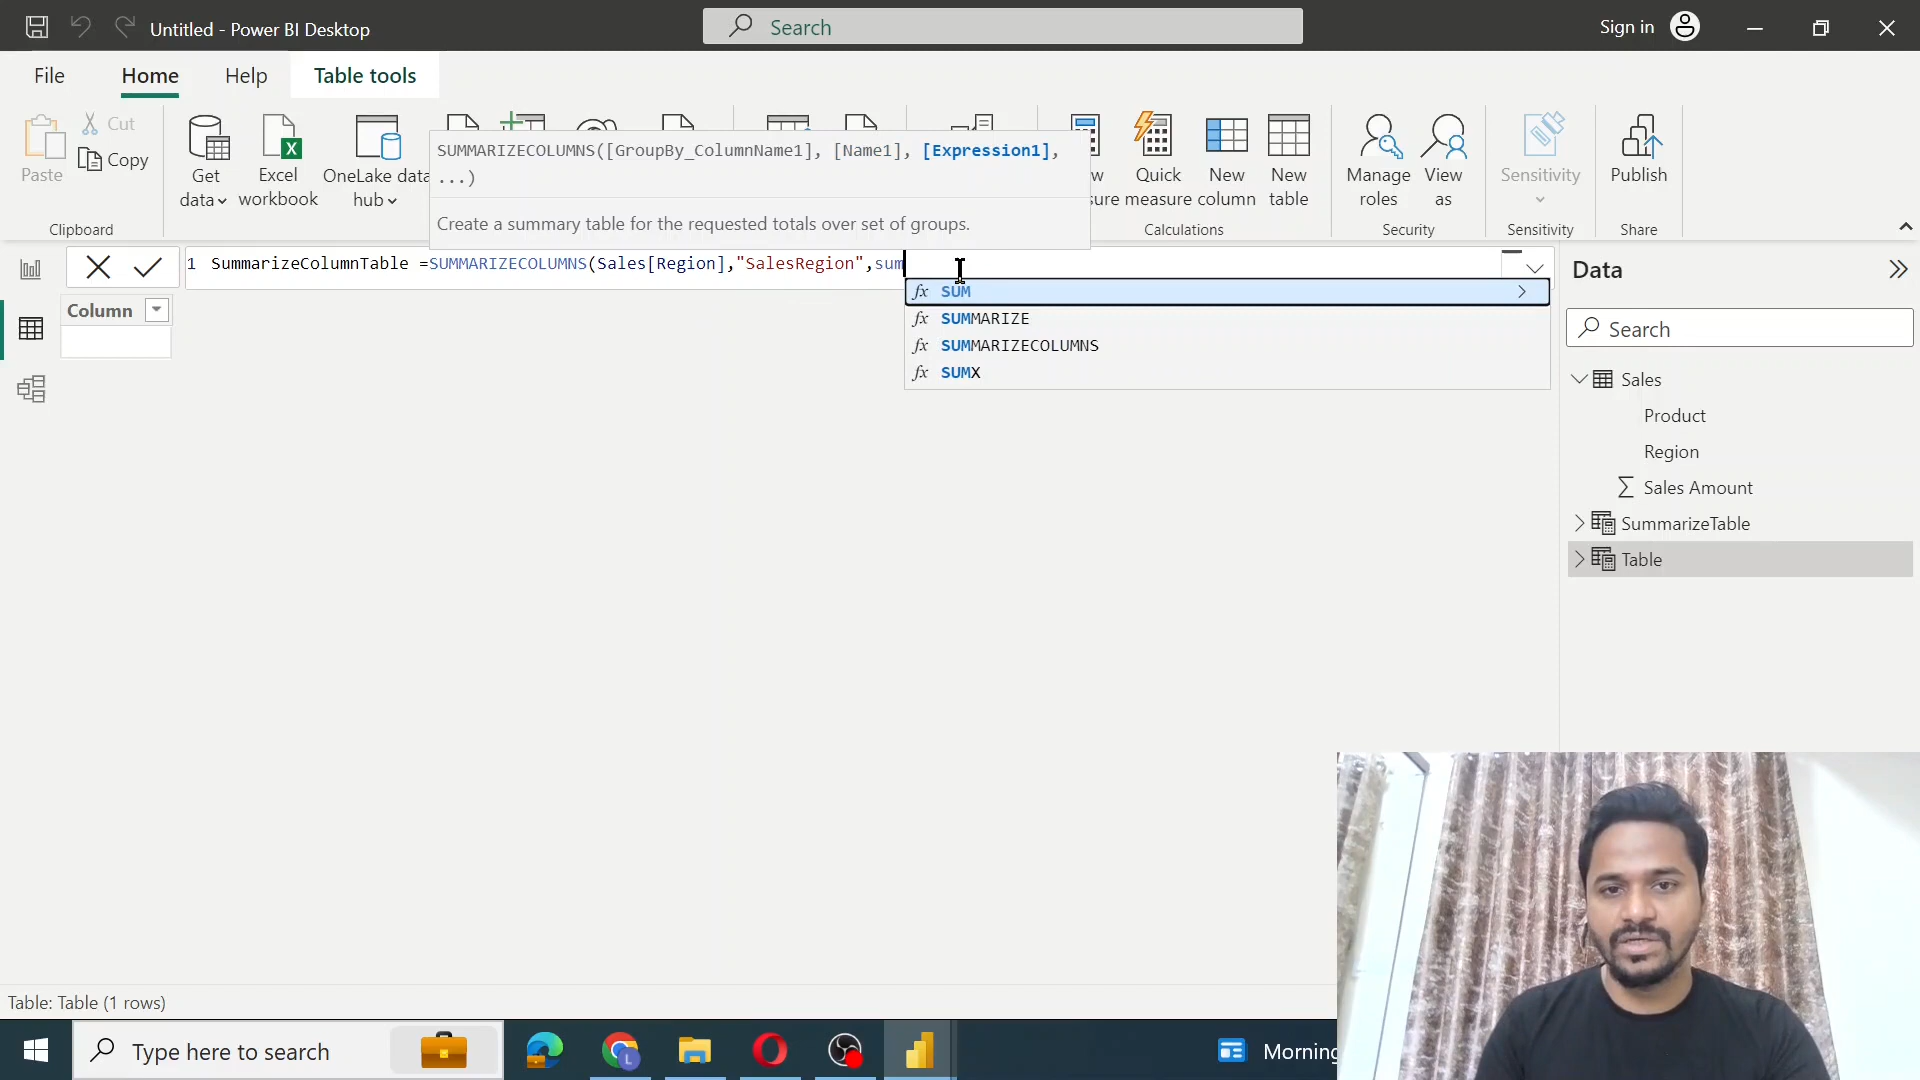 Untitled - Power BI Desktop
Search
Sign in
File
Home
Help
Table tools
Paste
Cut
Copy
Clipboard
Get data
Excel workbook
OneLake data hub
SUMMARIZECOLUMNS([GroupBy_ColumnName1], [Name1], [Expression1],
...)
Create a summary table for the requested totals over set of groups.
Quick measure
New column
New table
Calculations
Manage roles
View as
Security
Sensitivity
Sensitivity
Publish
Share
1 SummarizeColumnTable =SUMMARIZECOLUMNS(Sales[Region],"SalesRegion",sum
fx SUM
fx SUMMARIZE
fx SUMMARIZECOLUMNS
fx SUMX
Column
Data
Search
Sales
Product
Region
Sales Amount
SummarizeTable
Table
Table: Table (1 rows)
Type here to search
L
Morning